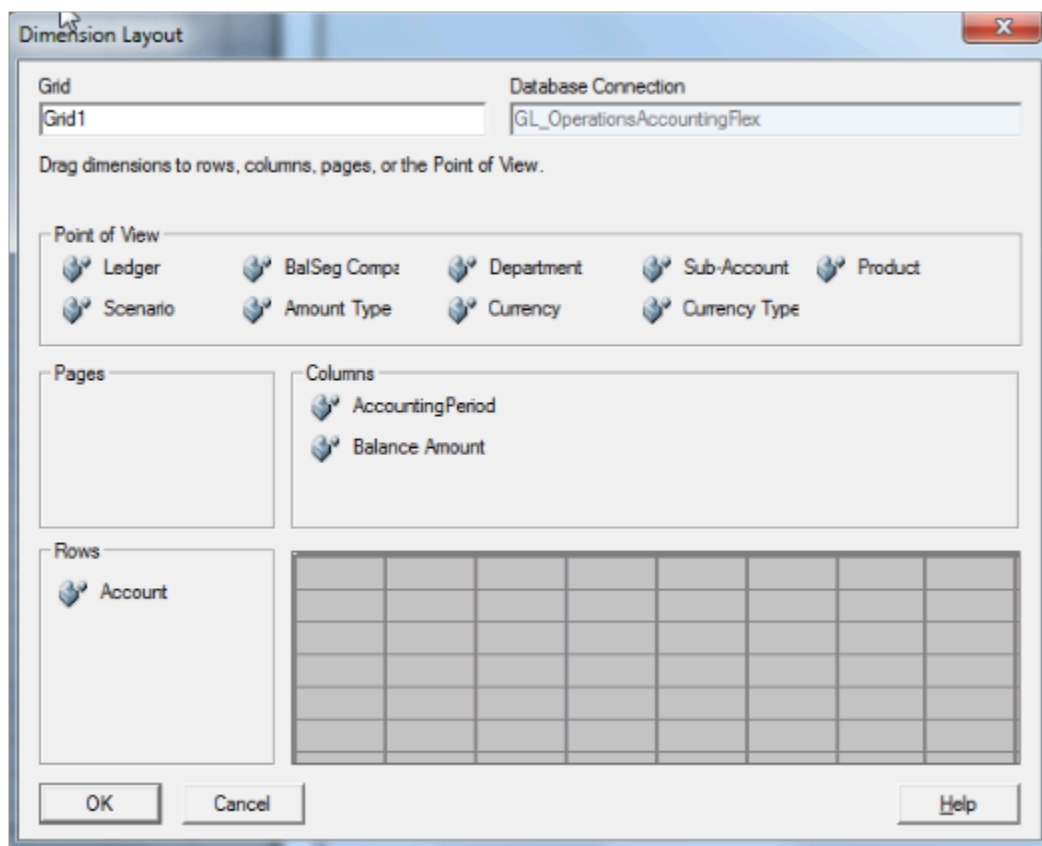 Dimension Layout
Grid
Database Connection
Grid1
GL_OperationsAccountingFlex
Drag dimensions to rows, columns, pages, or the Point of View.
Point of View
Ledger BalSeg Compa Department Sub-Account Product
Scenario Amount Type Currency Currency Type
Pages
Columns
AccountingPeriod
Balance Amount
Rows
Account
OK Cancel Help